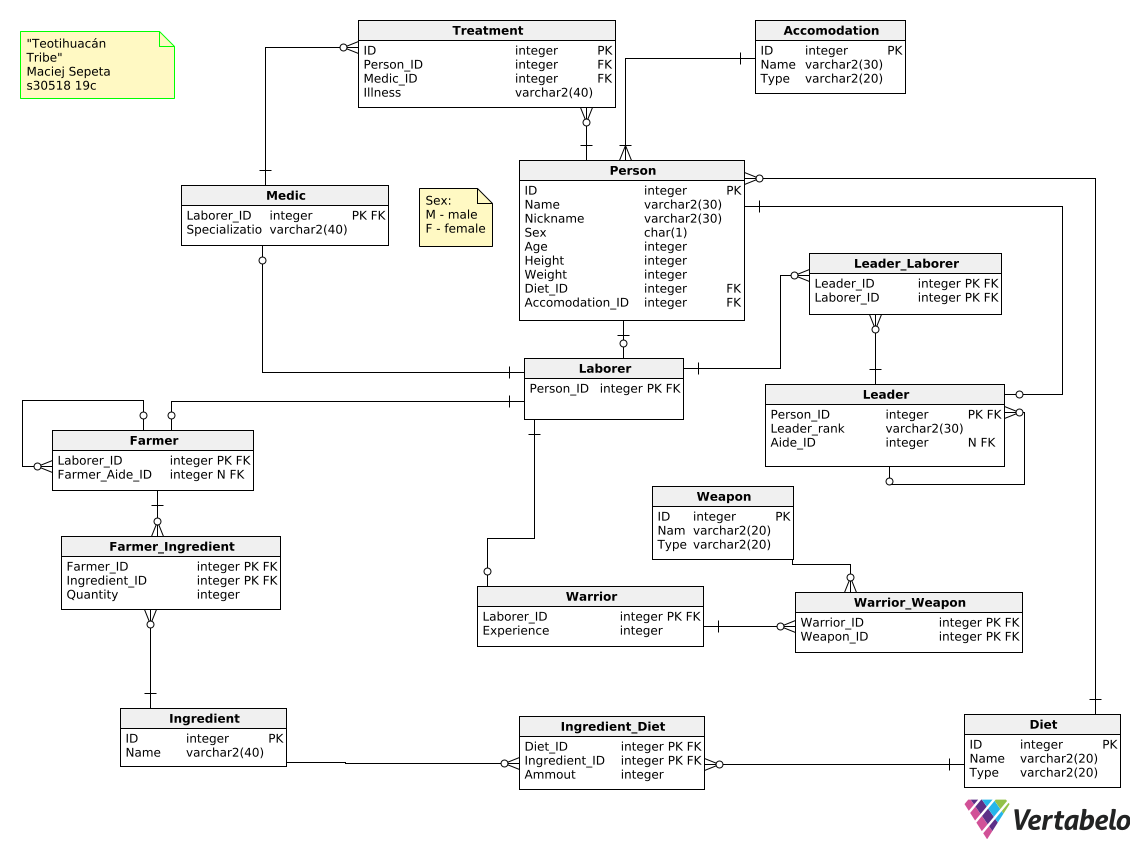 "Teotihuacán
Tribe"
Maciej Sepeta
s30518 19c
Treatment
ID integer PK
Person_ID integer FK
Medic_ID integer FK
Illness varchar2(40)
Accomodation
ID integer PK
Name varchar2(30)
Type varchar2(20)
Medic
Laborer_ID integer PK FK
Specializatio varchar2(40)
Sex:
M - male
F - female
Person
ID integer PK
Name varchar2(30)
Nickname varchar2(30)
Sex char(1)
Age integer
Height integer
Weight integer
Diet_ID integer FK
Accomodation_ID integer FK
Leader_Laborer
Leader_ID integer PK FK
Laborer_ID integer PK FK
Laborer
Person_ID integer PK FK
Leader
Person_ID integer PK FK
Leader_rank varchar2(30)
Aide_ID integer N FK
Farmer
Laborer_ID integer PK FK
Farmer_Aide_ID integer N FK
Weapon
ID integer PK
Nam varchar2(20)
Type varchar2(20)
Farmer_Ingredient
Farmer_ID integer PK FK
Ingredient_ID integer PK FK
Quantity integer
Warrior
Laborer_ID integer PK FK
Experience integer
Warrior_Weapon
Warrior_ID integer PK FK
Weapon_ID integer PK FK
Ingredient
ID integer PK
Name varchar2(40)
Ingredient_Diet
Diet_ID integer PK FK
Ingredient_ID integer PK FK
Ammout integer
Diet
ID integer PK
Name varchar2(20)
Type varchar2(20)
Vertabelo